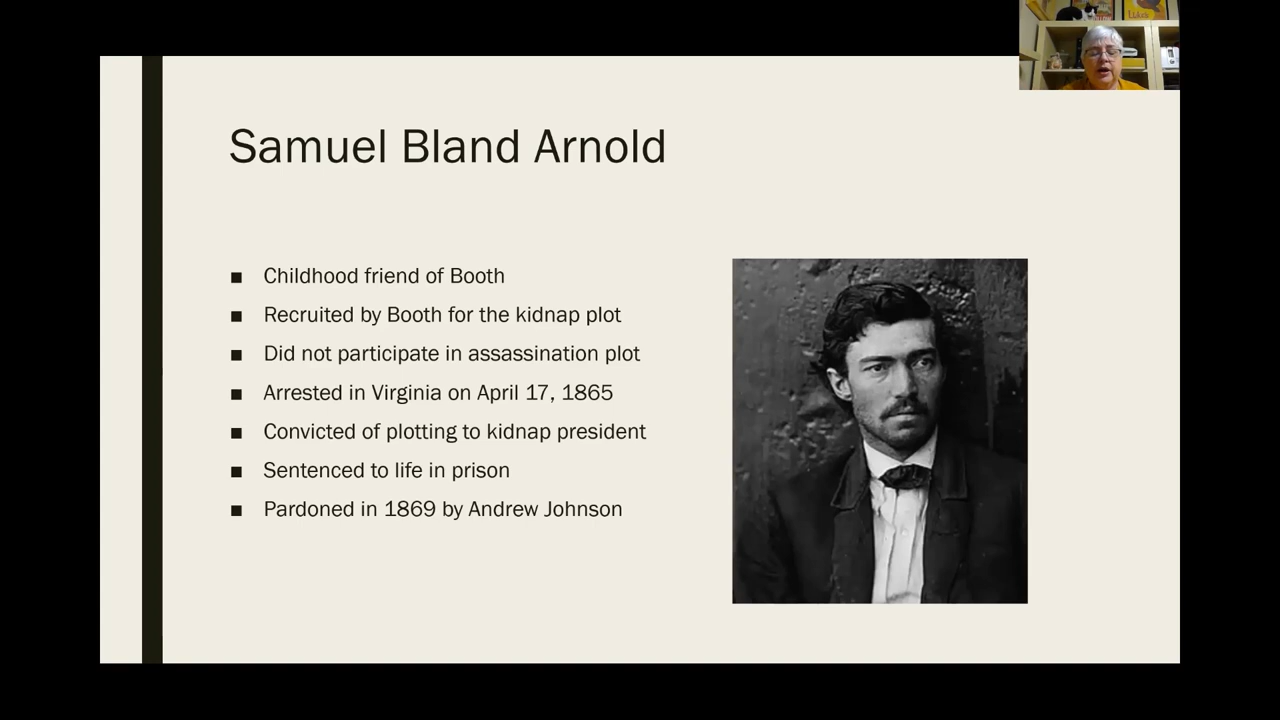 Samuel Bland Arnold
■ Childhood friend of Booth
■ Recruited by Booth for the kidnap plot
■ Did not participate in assassination plot
■ Arrested in Virginia on April 17, 1865
■ Convicted of plotting to kidnap president
■ Sentenced to life in prison
■ Pardoned in 1869 by Andrew Johnson